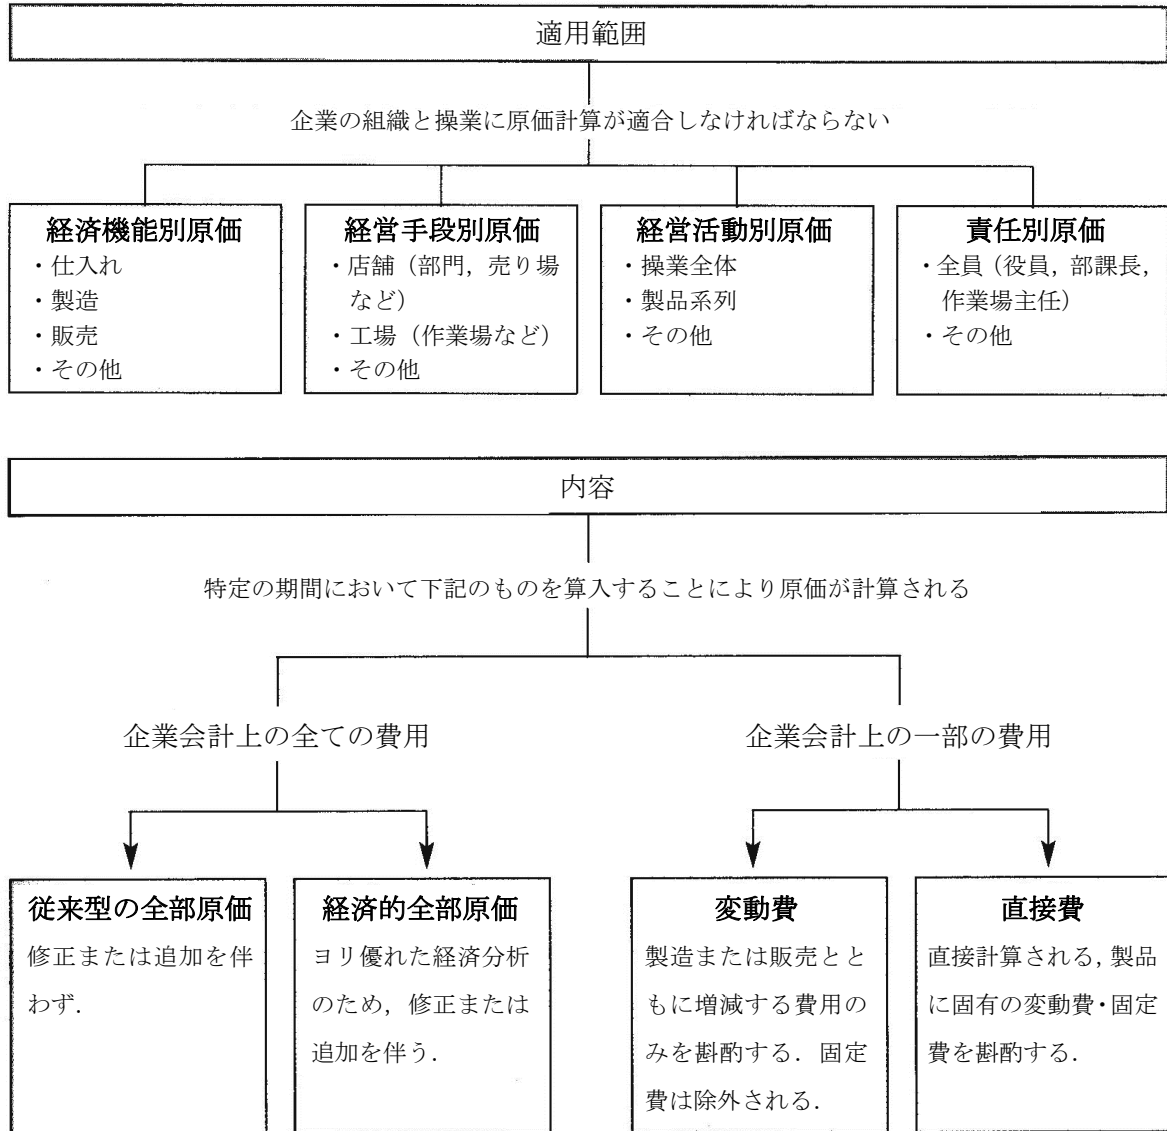 適用範囲
企業の組織と操業に原価計算が適合しなければならない
経済機能別原価
・仕入れ
・製造
・販売
・その他
経営手段別原価
・店舗（部門，売り場
など）
・工場（作業場など）
・その他
経営活動別原価
・操業全体
・製品系列
・その他
責任別原価
・全員（役員，部課長，
作業場主任）
・その他
内容
特定の期間において下記のものを算入することにより原価が計算される
企業会計上の全ての費用
企業会計上の一部の費用
従来型の全部原価
修正または追加を伴
わず．
経済的全部原価
ヨリ優れた経済分析
のため，修正または
追加を伴う．
変動費
製造または販売とと
もに増減する費用の
みを斟酌する．固定
費は除外される．
直接費
直接計算される，製品
に固有の変動費・固定
費を斟酌する．